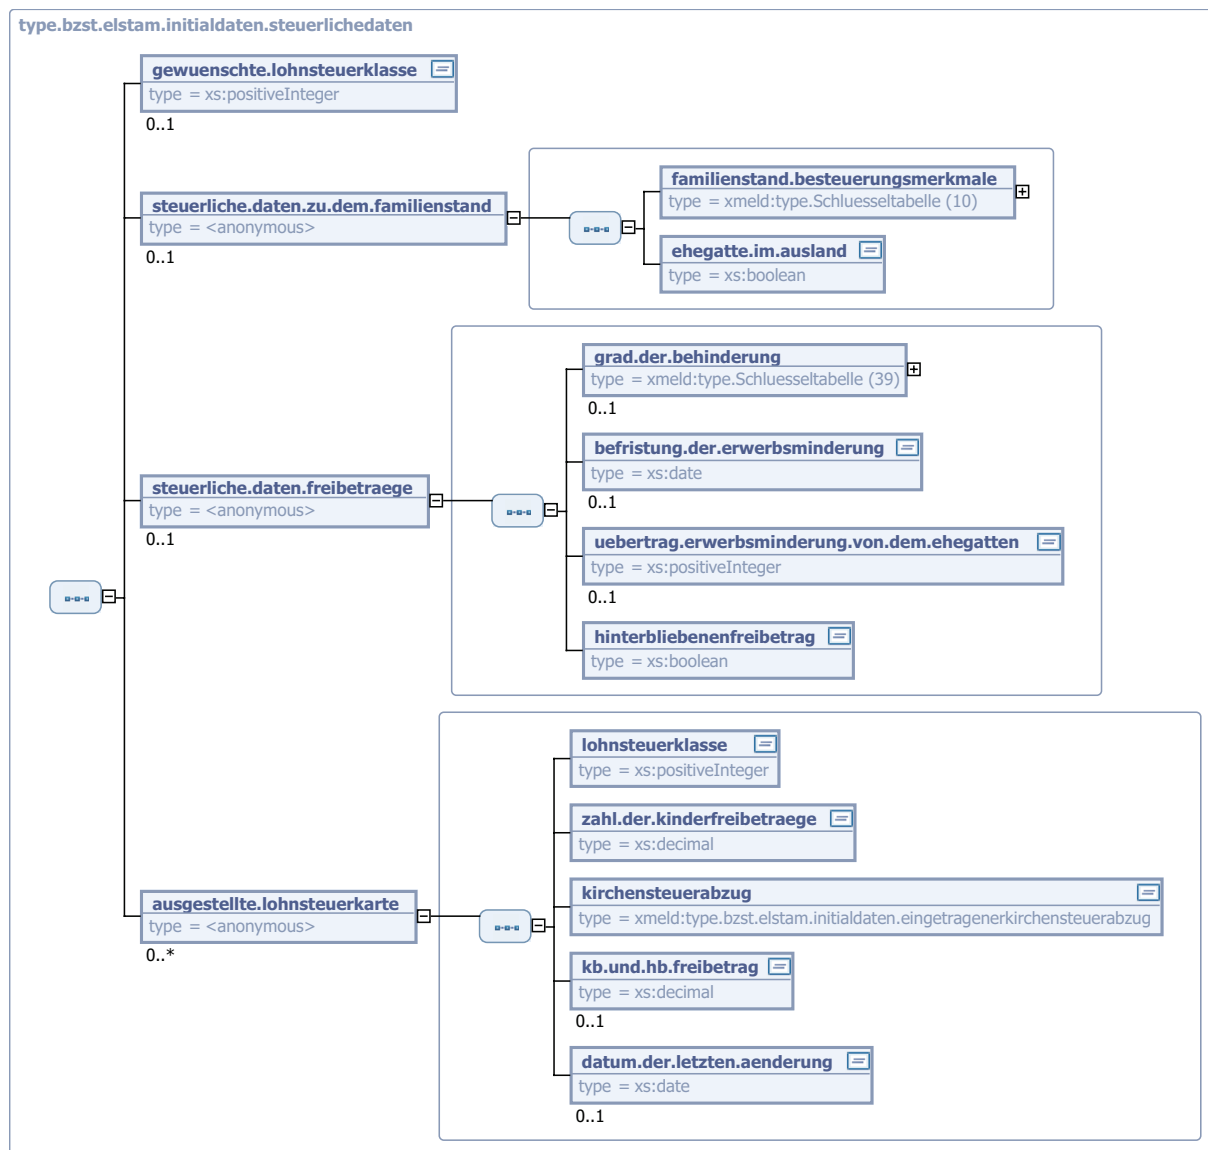 type.bzst.elstam.initialdaten.steuerlichedaten
gewuenschte.lohnsteuerklasse
type = xs:positiveInteger
0..1
steuerliche.daten.zu.dem.familienstand
type = <anonymous>
0..1
familienstand.besteuerungsmerkmale
type = xmeld:type.Schluesseltabelle (10)
ehegatte.im.ausland
type = xs:boolean
steuerliche.daten.freibetraege
type = <anonymous>
0..1
grad.der.behinderung
type = xmeld:type.Schluesseltabelle (39)
0..1
befristung.der.erwerbsminderung
type = xs:date
0..1
uebertrag.erwerbsminderung.von.dem.ehegatten
type = xs:positiveInteger
0..1
hinterbliebenenfreibetrag
type = xs:boolean
ausgestellte.lohnsteuerkarte
type = <anonymous>
0..*
lohnsteuerklasse
type = xs:positiveInteger
zahl.der.kinderfreibetraege
type = xs:decimal
kirchensteuerabzug
type = xmeld:type.bzst.elstam.initialdaten.eingetragenerkirchensteuerabzug
kb.und.hb.freibetrag
type = xs:decimal
0..1
datum.der.letzten.aenderung
type = xs:date
0..1